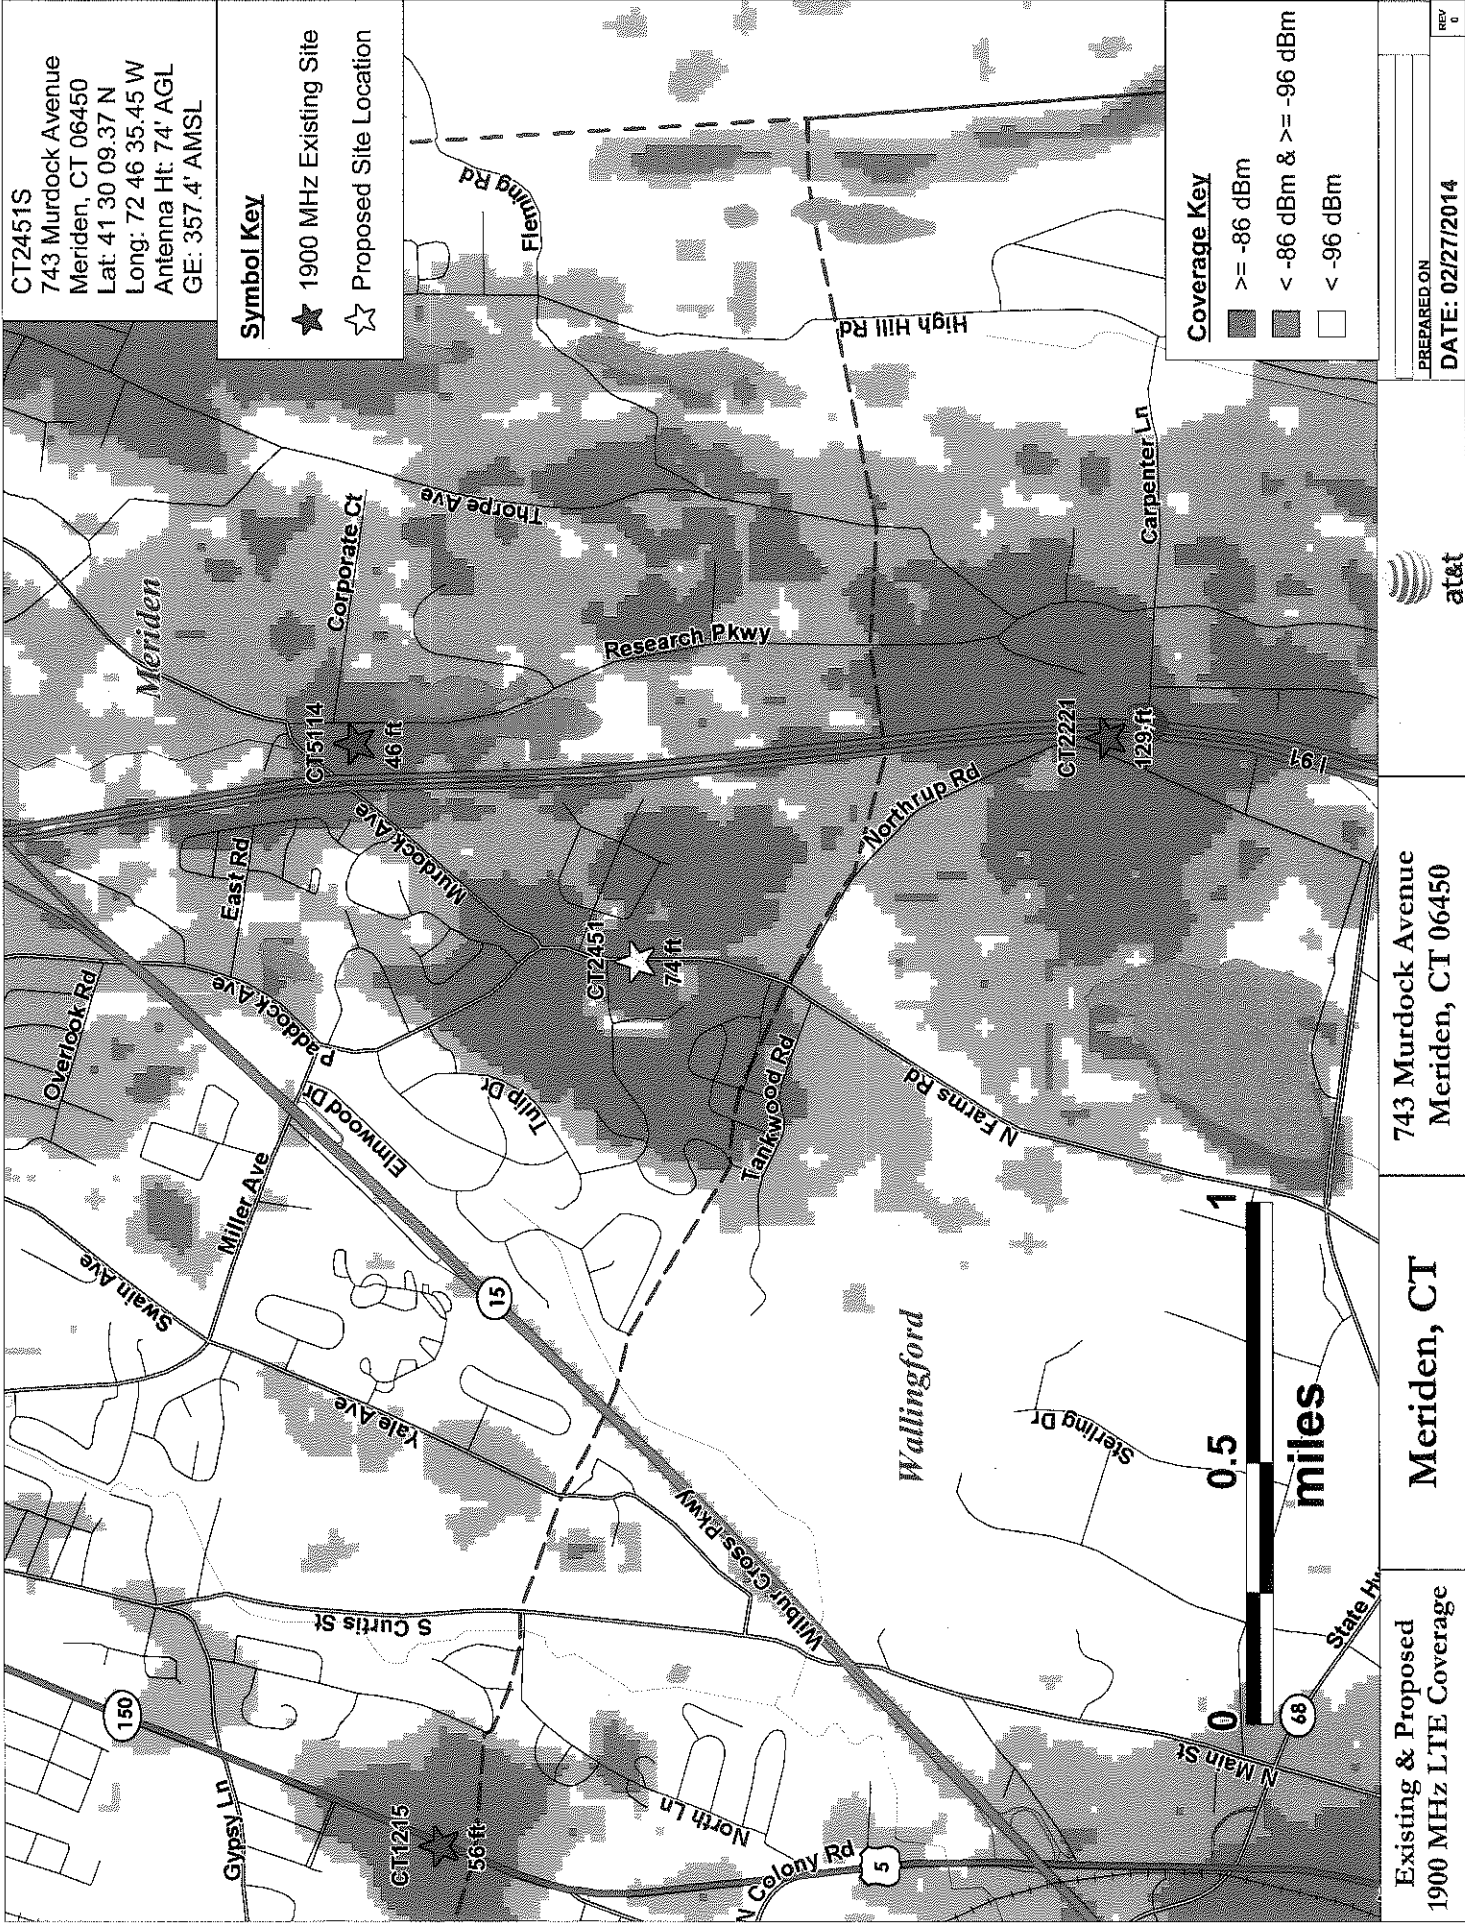 CT2451S
743 Murdock Avenue
Meriden, CT 06450
Lat: 41 30 09.37 N
Long: 72 46 35.45 W
Antenna Ht: 74' AGL
GE: 357.4' AMSL
Symbol Key
1900 MHz Existing Site
Proposed Site Location
Meriden
Overlook Rd
East Rd
Paddock Ave
Swain Ave
Miller Ave
Elmwood Dr
Tulip Dr
Murdock Ave
CT5114
46 ft
Corporate Ct
Thorpe Ave
Fleming Rd
Research Pkwy
High Hill Rd
CT2451
74 ft
150
Gypsy Ln
S Curtis St
Yale Ave
15
CT1215
56 ft
North Ln
N Colony Rd
5
Wilbur Cross Pkwy
Tankwood Rd
Northrup Rd
N Farms Rd
Wallingford
Sterling Dr
CT2221
129 ft
Carpenter Ln
I 91
N Main St
68
State Hw
0
0.5
1
miles
Coverage Key
>= -86 dBm
< -86 dBm & >= -96 dBm
< -96 dBm
Existing & Proposed
1900 MHz LTE Coverage
Meriden, CT
743 Murdock Avenue
Meriden, CT 06450
at&t
PREPARED ON
DATE: 02/27/2014
REV
0